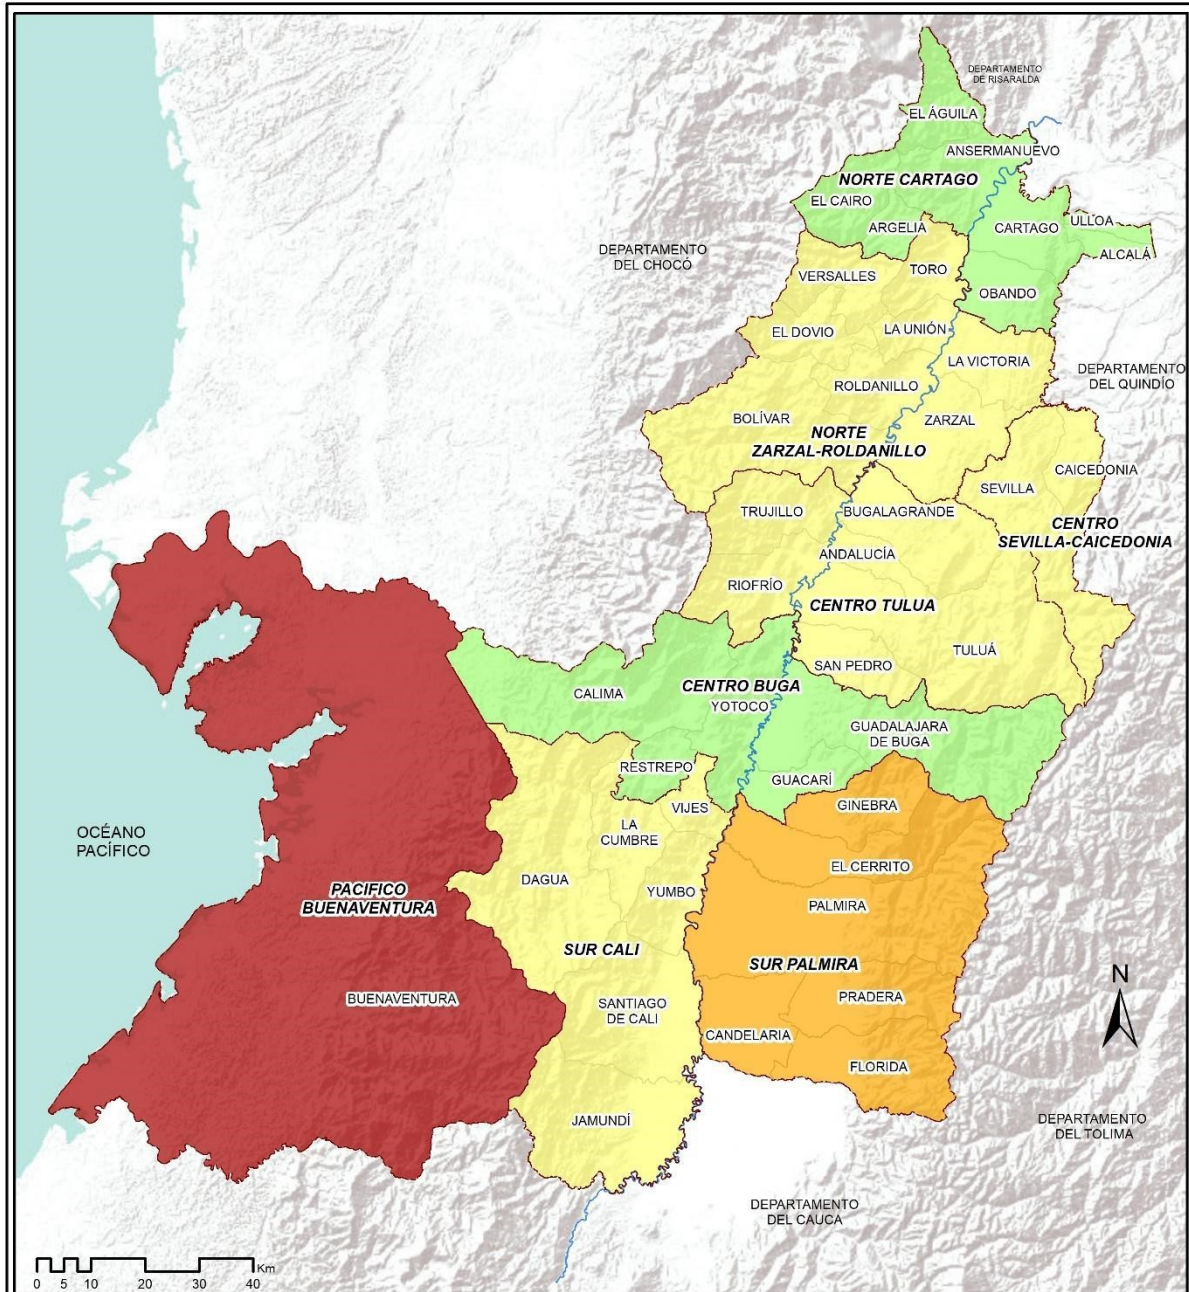 DEPARTAMENTO
DE RISARALDA
EL ÁGUILA
ANSERMANUEVO
NORTE CARTAGO
EL CAIRO
ARGELIA
CARTAGO
ULLOA
ALCALÁ
DEPARTAMENTO
DEL CHOCÓ
VERSALLES
TORO
OBANDO
EL DOVIO
LA UNIÓN
LA VICTORIA
DEPARTAMENTO
DEL QUINDÍO
ROLDANILLO
BOLÍVAR
ZARZAL
NORTE
ZARZAL-ROLDANILLO
CAICEDONIA
SEVILLA
TRUJILLO
BUGALAGRANDE
CENTRO
SEVILLA-CAICEDONIA
ANDALUCÍA
RIOFRÍO
CENTRO TULUA
TULUÁ
SAN PEDRO
CALIMA
CENTRO BUGA
YOTOCO
GUADALAJARA
DE BUGA
RESTREPO
GUACARÍ
VIJES
GINEBRA
LA
CUMBRE
OCÉANO
PACÍFICO
EL CERRITO
DAGUA
YUMBO
PACIFICO
BUENAVENTURA
PALMIRA
SUR CALI
SUR PALMIRA
N
BUENAVENTURA
SANTIAGO
DE CALI
PRADERA
CANDELARIA
FLORIDA
JAMUNDÍ
DEPARTAMENTO
DEL TOLIMA
DEPARTAMENTO
DEL CAUCA
Km
0 5 10 20 30 40